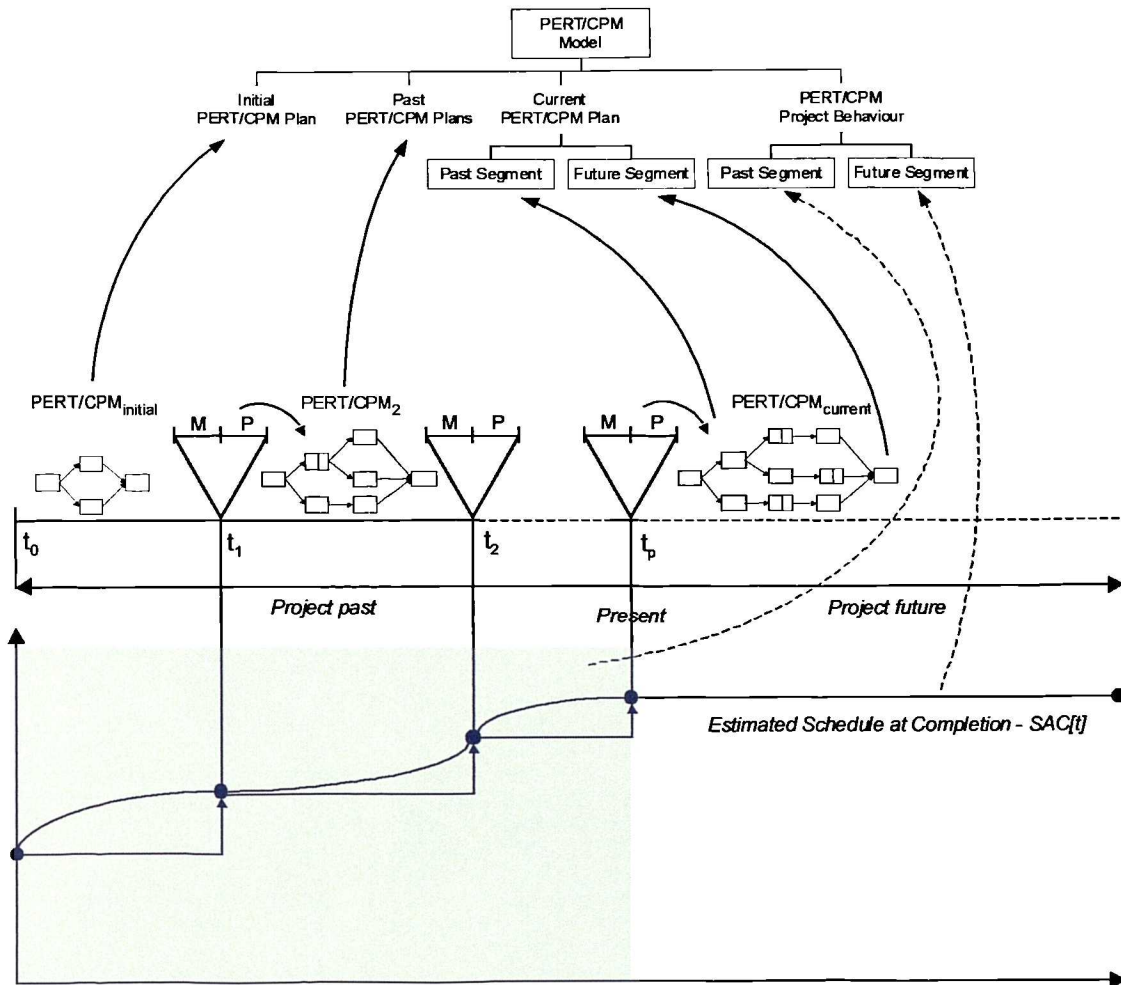 PERT/CPM
Model
Initial
PERT/CPM Plan
Past
PERT/CPM Plans
Current
PERT/CPM Plan
PERT/CPM
Project Behaviour
Past Segment
Future Segment
Past Segment
Future Segment
PERT/CPMinitial
M P
PERT/CPM2
M P
M P
PERT/CPMcurrent
t0
t1
t2
tp
Project past
Present
Project future
Estimated Schedule at Completion - SAC[t]